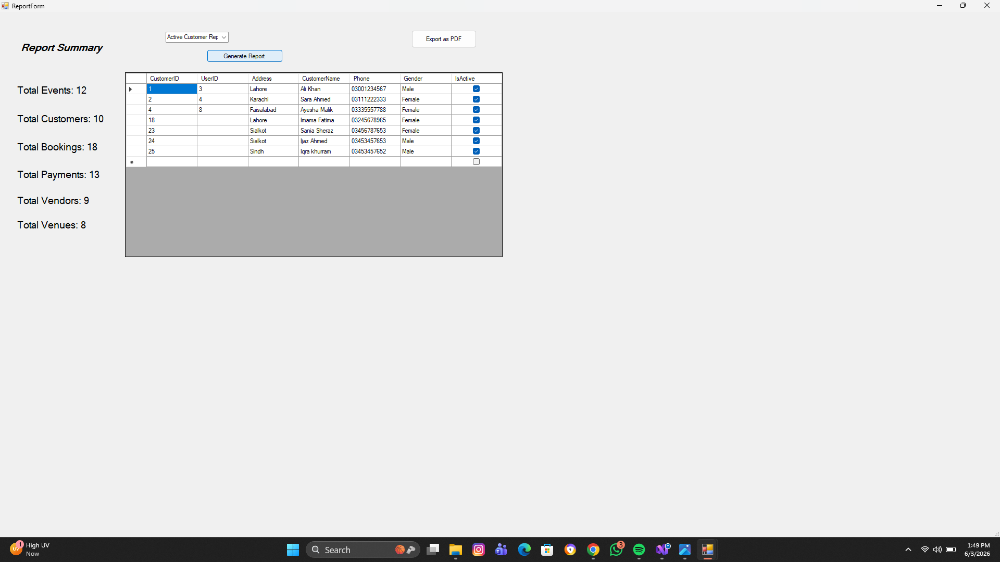 ReportForm
Report Summary
Active Customer Rep
Generate Report
Export as PDF
Total Events: 12
Total Customers: 10
Total Bookings: 18
Total Payments: 13
Total Vendors: 9
Total Venues: 8
CustomerID UserID Address CustomerName Phone Gender IsActive
1 3 Lahore Ali Khan 03001234567 Male
2 4 Karachi Sara Ahmed 03111222333 Female
4 8 Faisalabad Ayesha Malik 03335557788 Female
18 Lahore Imama Fatima 03245678965 Female
23 Sialkot Sania Sheraz 03456787653 Female
24 Sialkot Ijaz Ahmed 03453457653 Male
25 Sindh Iqra khurram 03453457652 Male
UV 1 High UV
Now
Search
3
1:49 PM
6/3/2026